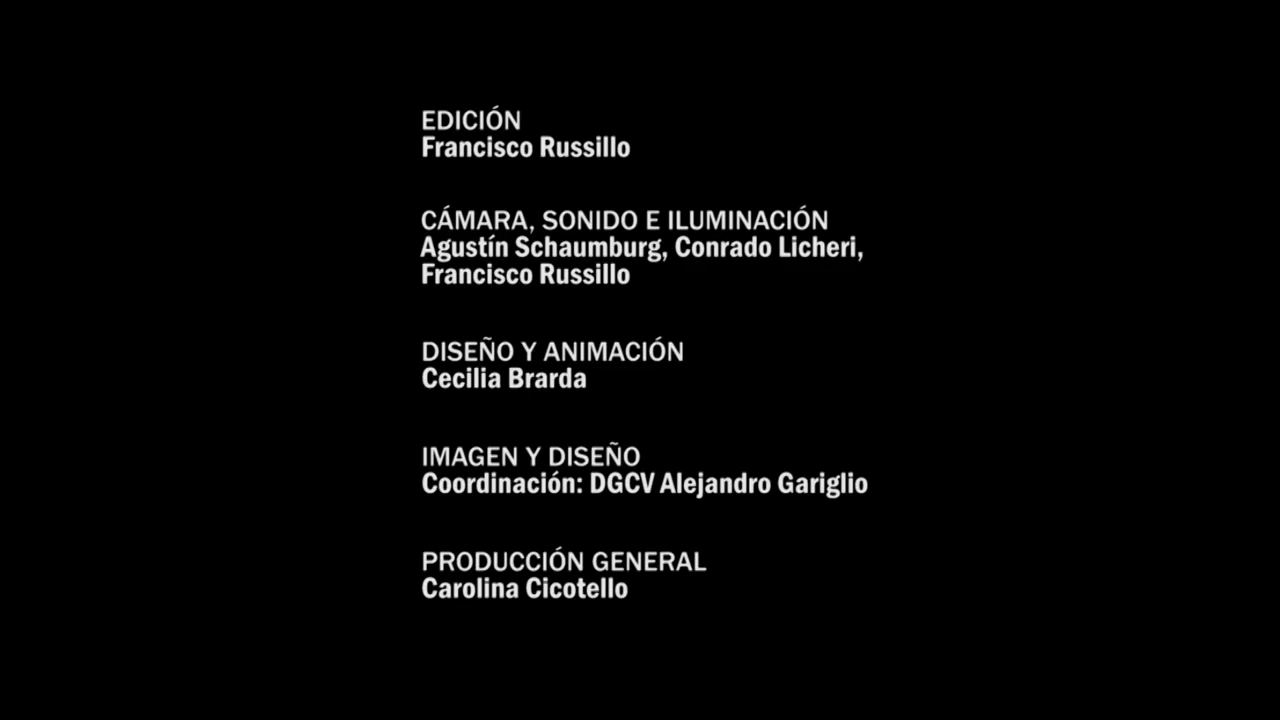 EDICIÓN
Francisco Russillo
CÁMARA, SONIDO E ILUMINACIÓN
Agustín Schaumburg, Conrado Licheri,
Francisco Russillo
DISEÑO Y ANIMACIÓN
Cecilia Brarda
IMAGEN Y DISEÑO
Coordinación: DGCV Alejandro Gariglio
PRODUCCIÓN GENERAL
Carolina Cicotello